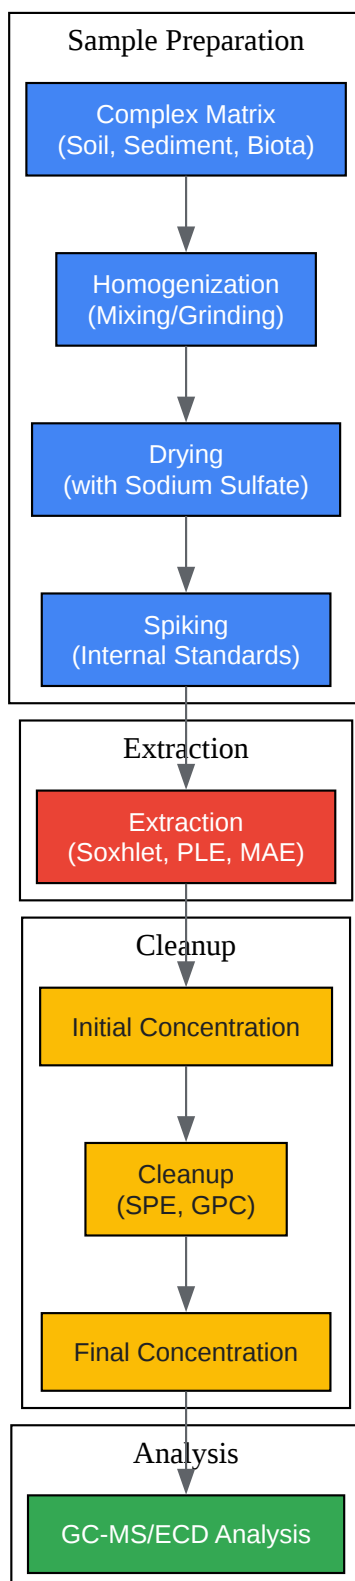 Sample Preparation
Complex Matrix
(Soil, Sediment, Biota)
Homogenization
(Mixing/Grinding)
Drying
(with Sodium Sulfate)
Spiking
(Internal Standards)
Extraction
Extraction
(Soxhlet, PLE, MAE)
Cleanup
Initial Concentration
Cleanup
(SPE, GPC)
Final Concentration
Analysis
GC-MS/ECD Analysis